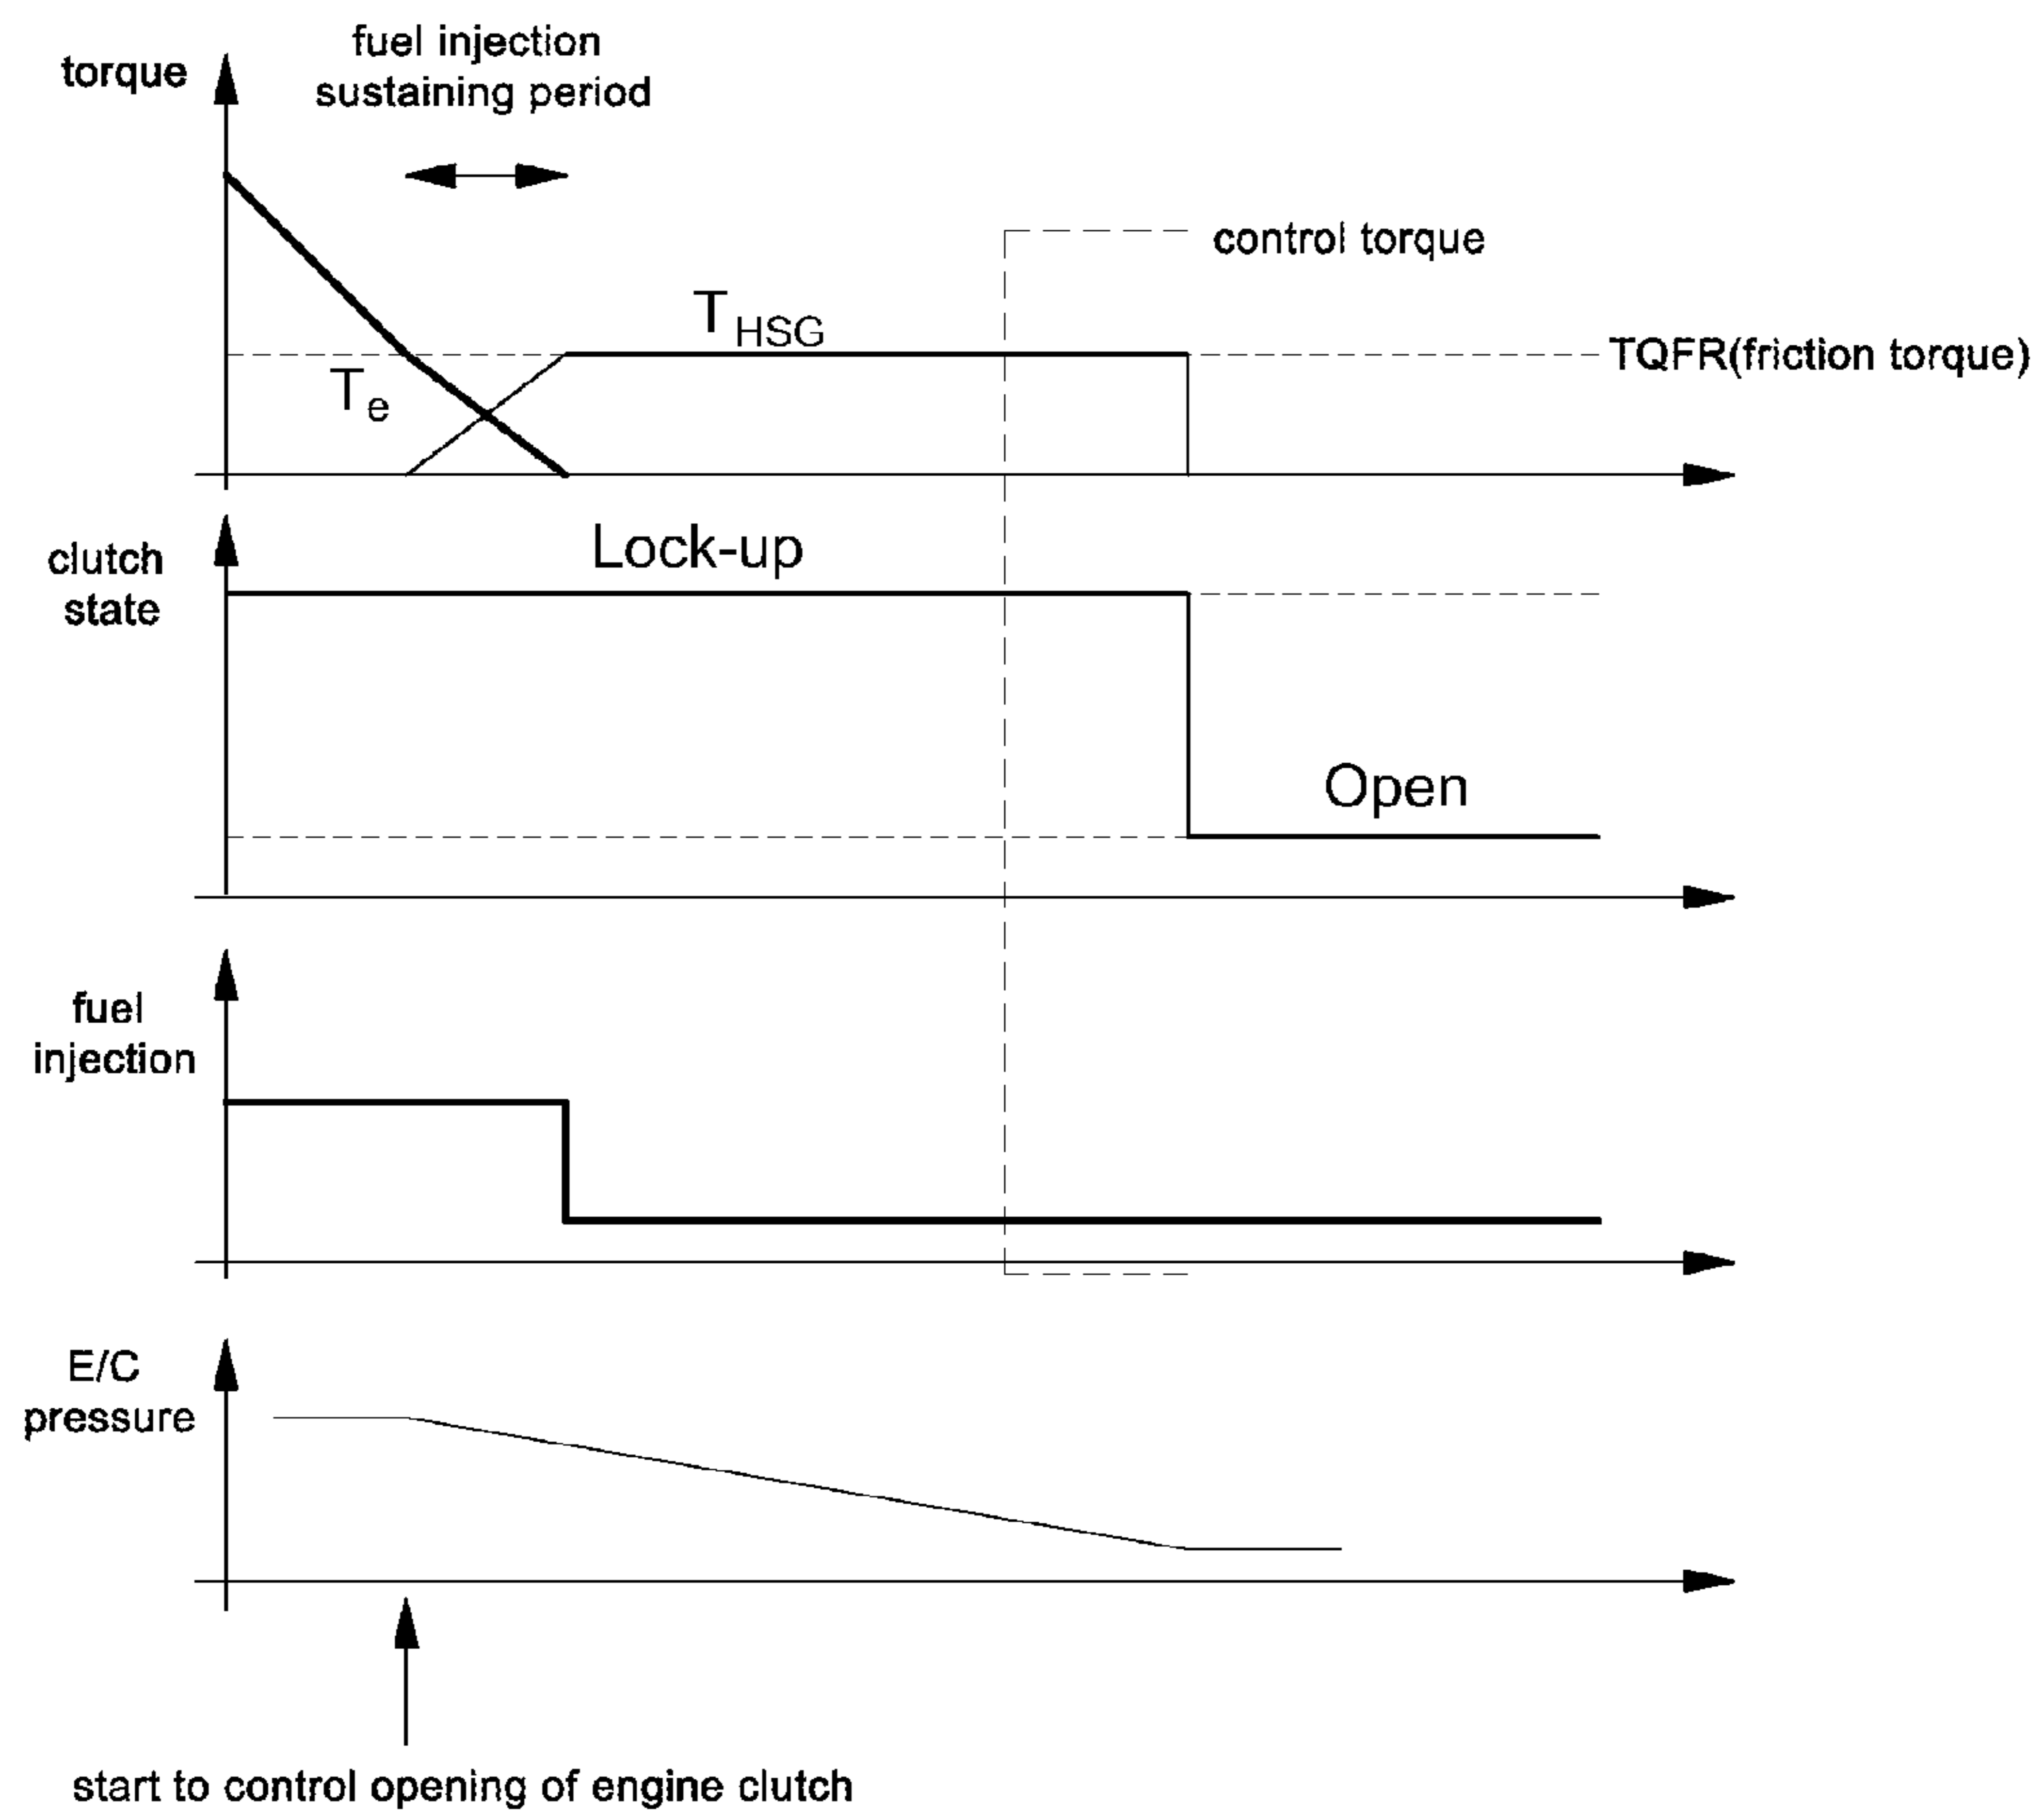 torque
fuel injection
sustaining period
control torque
THSG
TQFR(friction torque)
Te
clutch
state
Lock-up
Open
fuel
injection
E/C
pressure
start to control opening of engine clutch